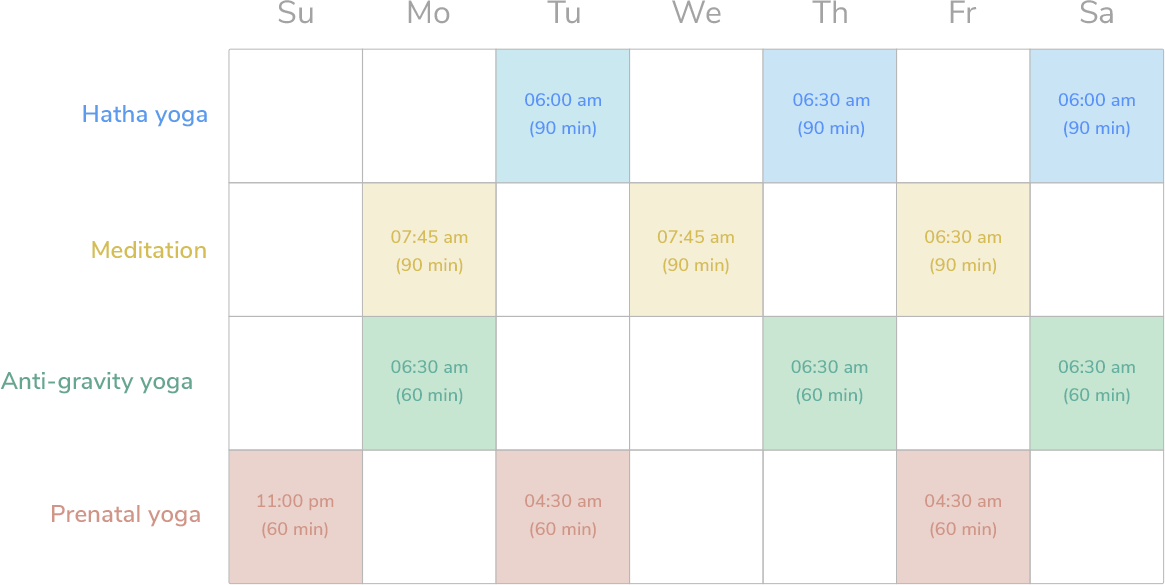 Su Mo Tu We Th Fr Sa
Hatha yoga
06:00 am
(90 min)
06:30 am
(90 min)
06:00 am
(90 min)
Meditation
07:45 am
(90 min)
07:45 am
(90 min)
06:30 am
(90 min)
Anti-gravity yoga
06:30 am
(60 min)
06:30 am
(60 min)
06:30 am
(60 min)
Prenatal yoga
11:00 pm
(60 min)
04:30 am
(60 min)
04:30 am
(60 min)